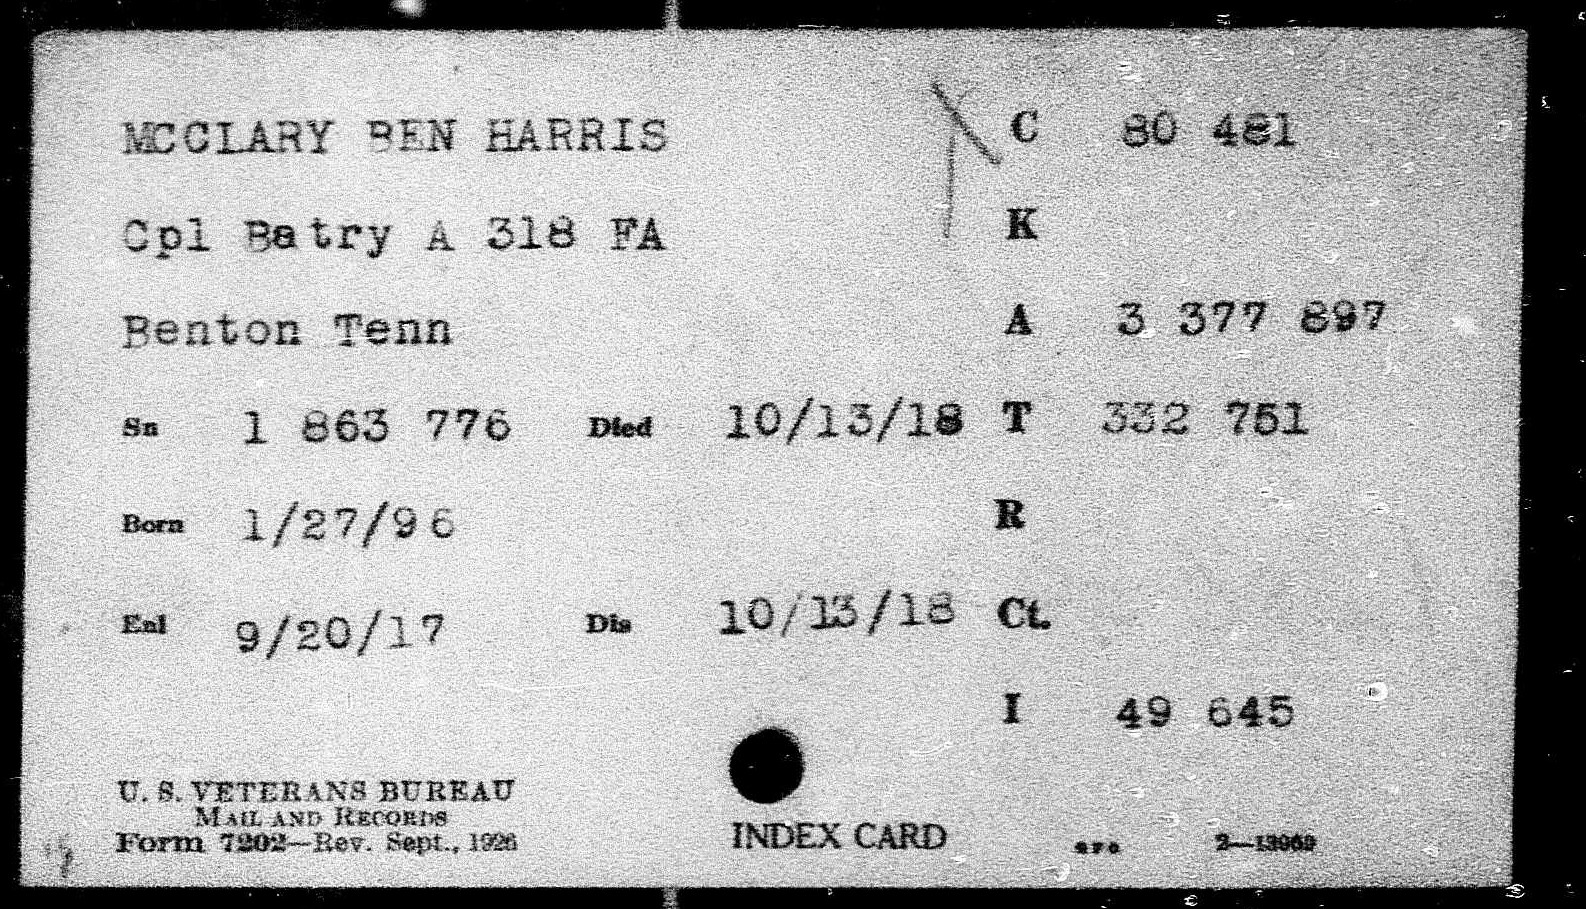 MCCLARY BEN HARRIS C 80 481
Cpl Batry A 318 FA K
Benton Tenn A 3 377 897
Sn 1 863 776 Died 10/13/18 T 332 751
Born 1/27/96 R
Enl 9/20/17 Dis 10/13/18 Ct.
I 49 645
U. S. VETERANS BUREAU
MAIL AND RECORDS
Form 7202—Rev. Sept., 1926 INDEX CARD